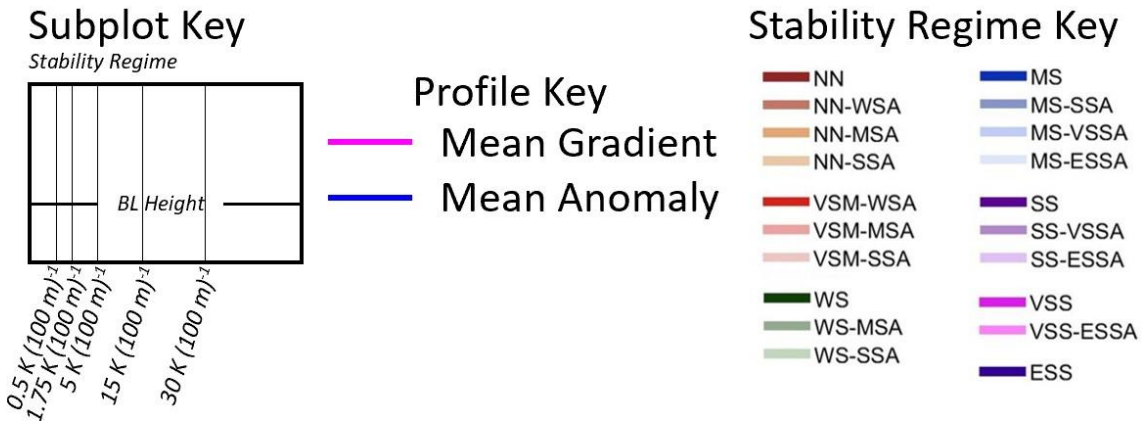 Subplot Key
Stability Regime
BL Height
0.5 K (100 m)-1
1.75 K (100 m)-1
5 K (100 m)-1
15 K (100 m)-1
30 K (100 m)-1
Profile Key
Mean Gradient
Mean Anomaly
Stability Regime Key
NN
NN-WSA
NN-MSA
NN-SSA
VSM-WSA
VSM-MSA
VSM-SSA
WS
WS-MSA
WS-SSA
MS
MS-SSA
MS-VSSA
MS-ESSA
SS
SS-VSSA
SS-ESSA
VSS
VSS-ESSA
ESS